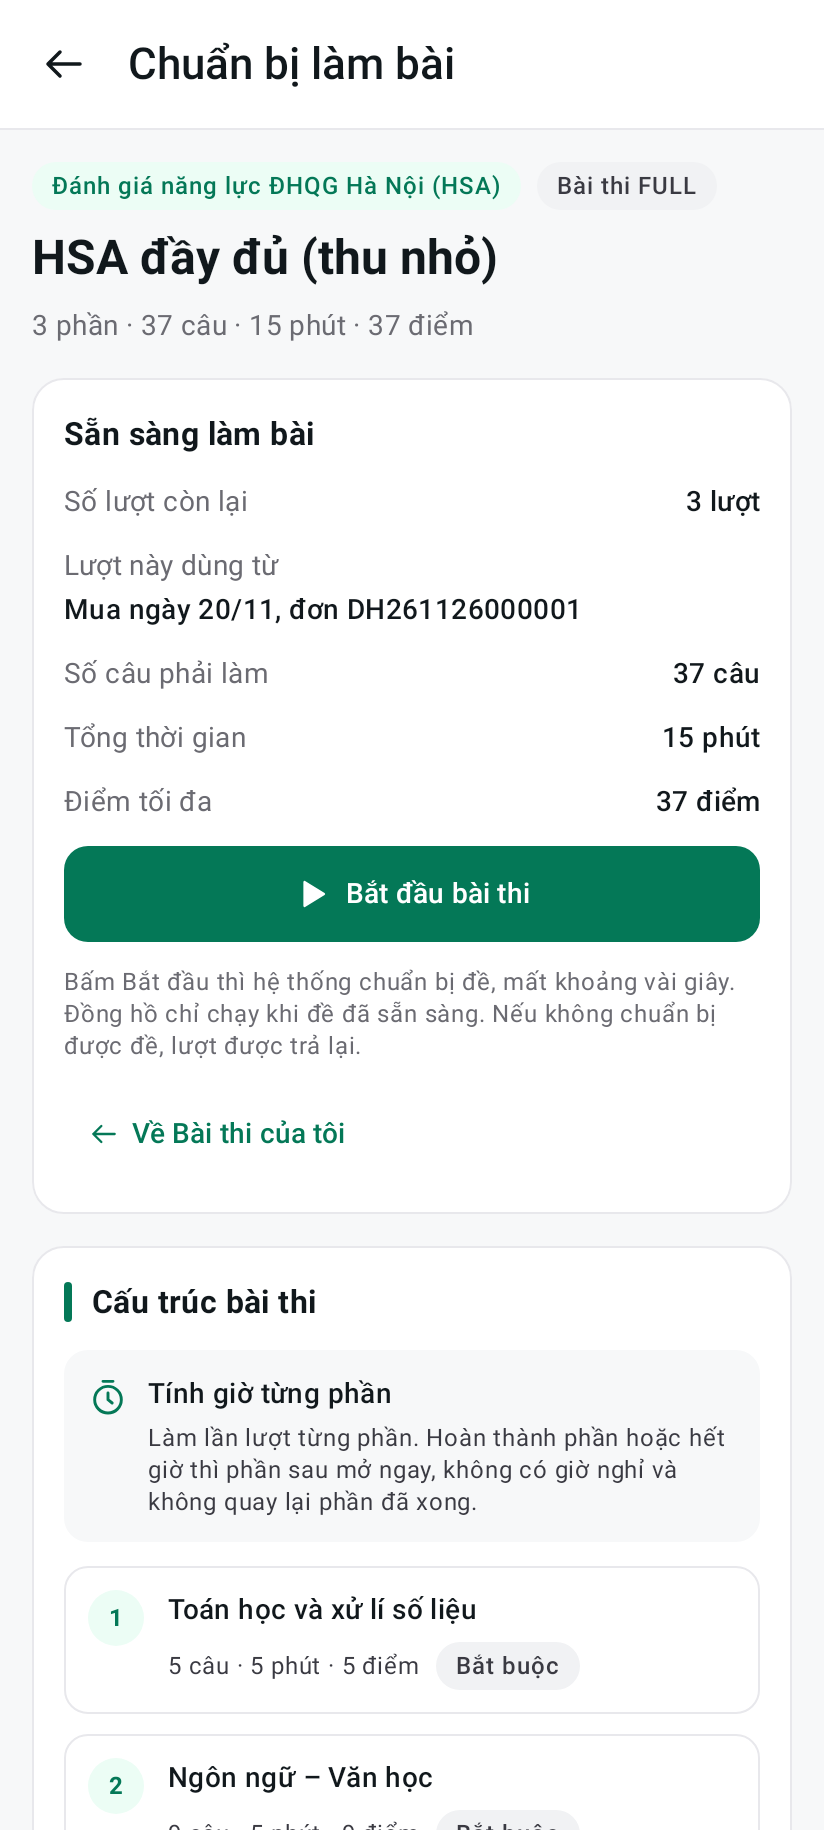 Chuẩn bị làm bài
Đánh giá năng lực ĐHQG Hà Nội (HSA)
Bài thi FULL
HSA đầy đủ (thu nhỏ)
3 phần · 37 câu · 15 phút · 37 điểm
Sẵn sàng làm bài
Số lượt còn lại
3 lượt
Lượt này dùng từ
Mua ngày 20/11, đơn DH261126000001
Số câu phải làm
37 câu
Tổng thời gian
15 phút
Điểm tối đa
37 điểm
Bắt đầu bài thi
Bấm Bắt đầu thì hệ thống chuẩn bị đề, mất khoảng vài giây.
Đồng hồ chỉ chạy khi đề đã sẵn sàng. Nếu không chuẩn bị
được đề, lượt được trả lại.
Về Bài thi của tôi
Cấu trúc bài thi
Tính giờ từng phần
Làm lần lượt từng phần. Hoàn thành phần hoặc hết
giờ thì phần sau mở ngay, không có giờ nghỉ và
không quay lại phần đã xong.
1
Toán học và xử lí số liệu
5 câu · 5 phút · 5 điểm
Bắt buộc
2
Ngôn ngữ – Văn học
câu · 5 phút · điểm
Bắt buộc